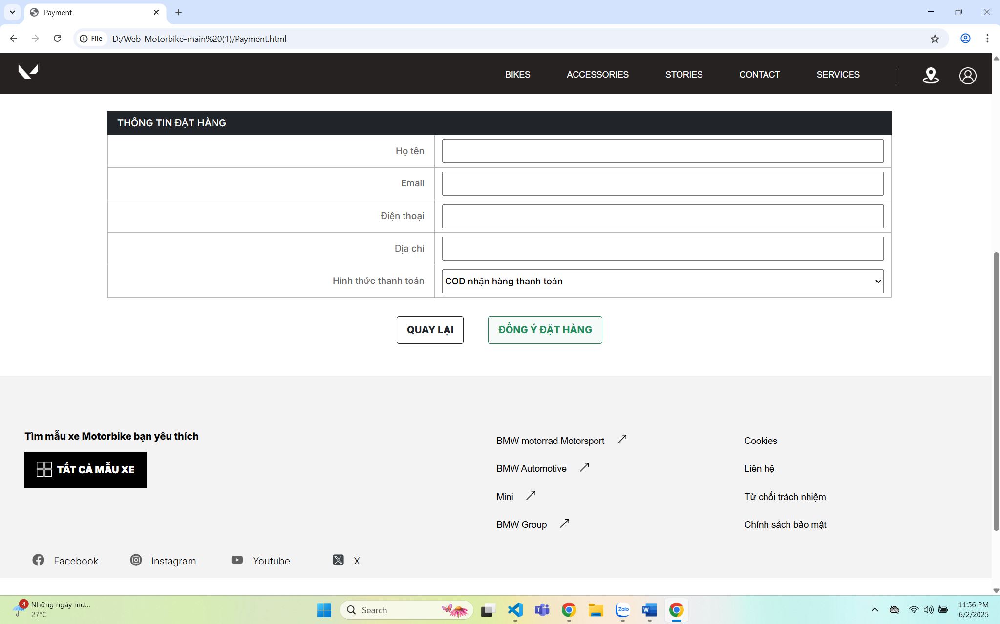 Payment
File
D:/Web_Motorbike-main%20(1)/Payment.html
BIKES
ACCESSORIES
STORIES
CONTACT
SERVICES
THÔNG TIN ĐẶT HÀNG
Họ tên
Email
Điện thoại
Địa chỉ
Hình thức thanh toán
COD nhận hàng thanh toán
QUAY LẠI
ĐỒNG Ý ĐẶT HÀNG
Tìm mẫu xe Motorbike bạn yêu thích
TẤT CẢ MẪU XE
BMW motorrad Motorsport
BMW Automotive
Mini
BMW Group
Cookies
Liên hệ
Từ chối trách nhiệm
Chính sách bảo mật
Facebook
Instagram
Youtube
X
4
Những ngày mư...
27°C
Search
Zalo
11:56 PM
6/2/2025